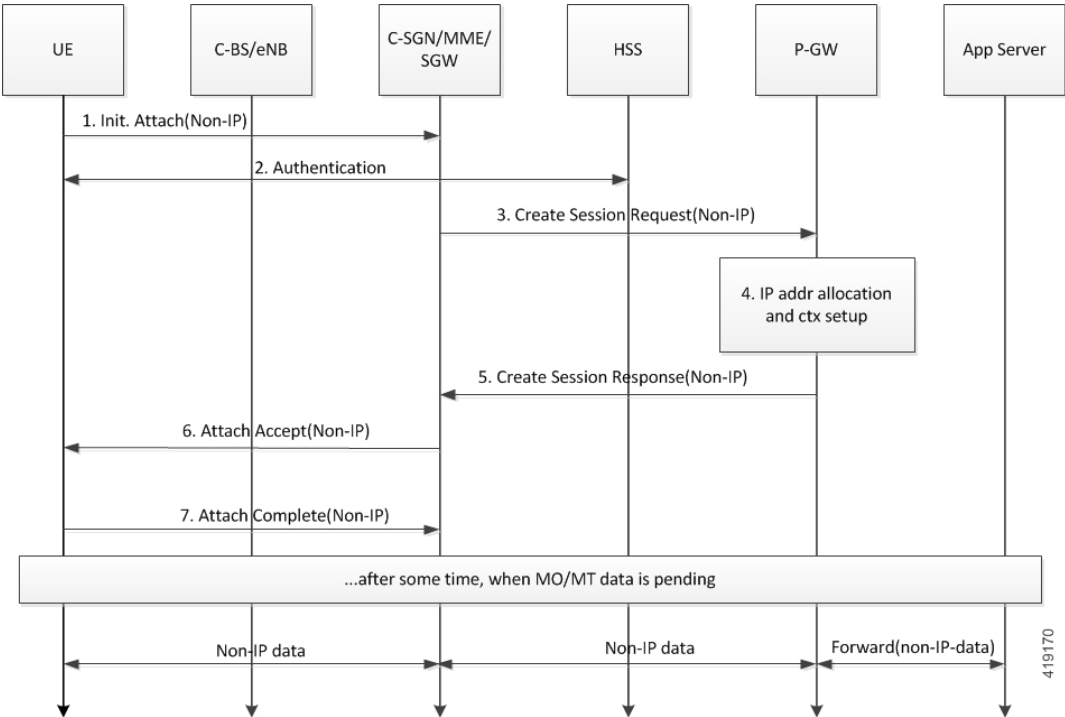 UE
C-BS/eNB
C-SGN/MME/
SGW
HSS
P-GW
App Server
1. Init. Attach(Non-IP)
2. Authentication
3. Create Session Request(Non-IP)
4. IP addr allocation
and ctx setup
5. Create Session Response(Non-IP)
6. Attach Accept(Non-IP)
7. Attach Complete(Non-IP)
...after some time, when MO/MT data is pending
Non-IP data
Non-IP data
Forward(non-IP-data)
419170